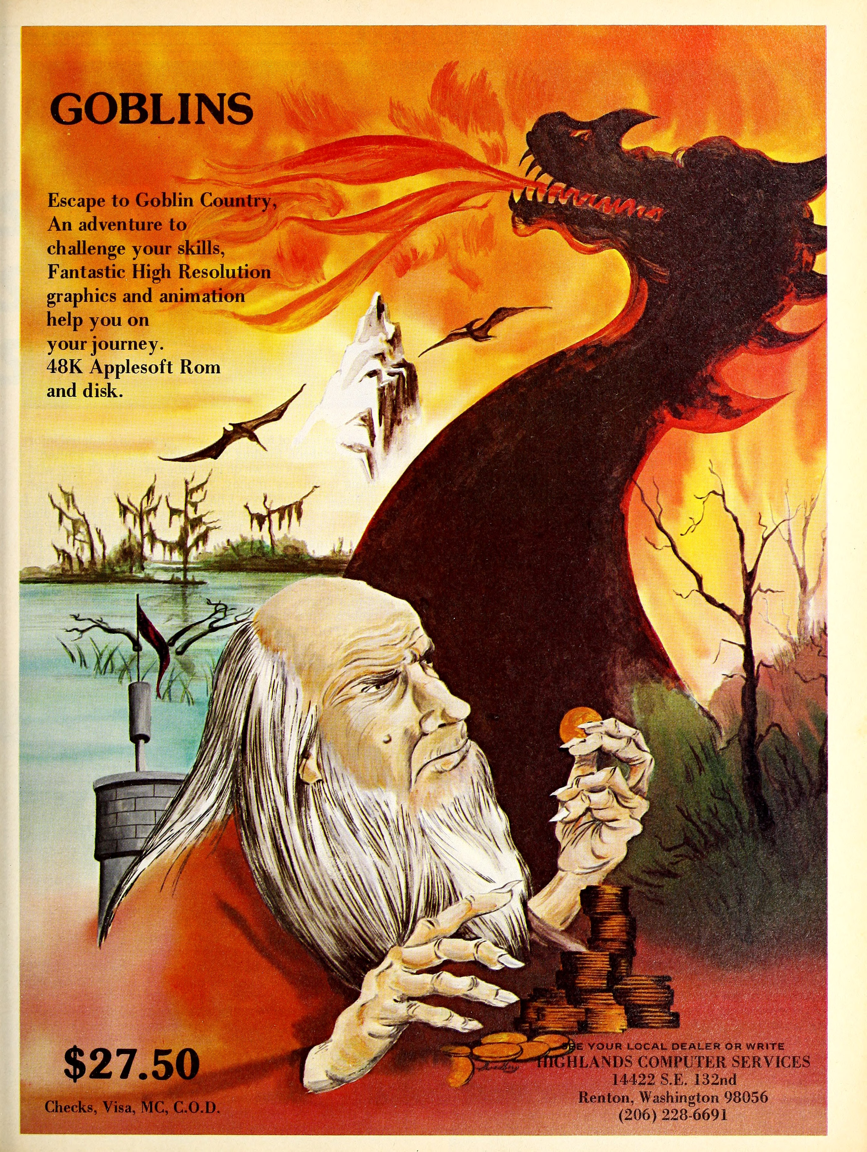 GOBLINS
Escape to Goblin Country,
An adventure to
challenge your skills,
Fantastic High Resolution
graphics and animation
help you on
your journey.
48K Applesoft Rom
and disk.
$27.50
Checks, Visa, MC, C.O.D.
SEE YOUR LOCAL DEALER OR WRITE
HIGHLANDS COMPUTER SERVICES
14422 S.E. 132nd
Renton, Washington 98056
(206) 228-6691